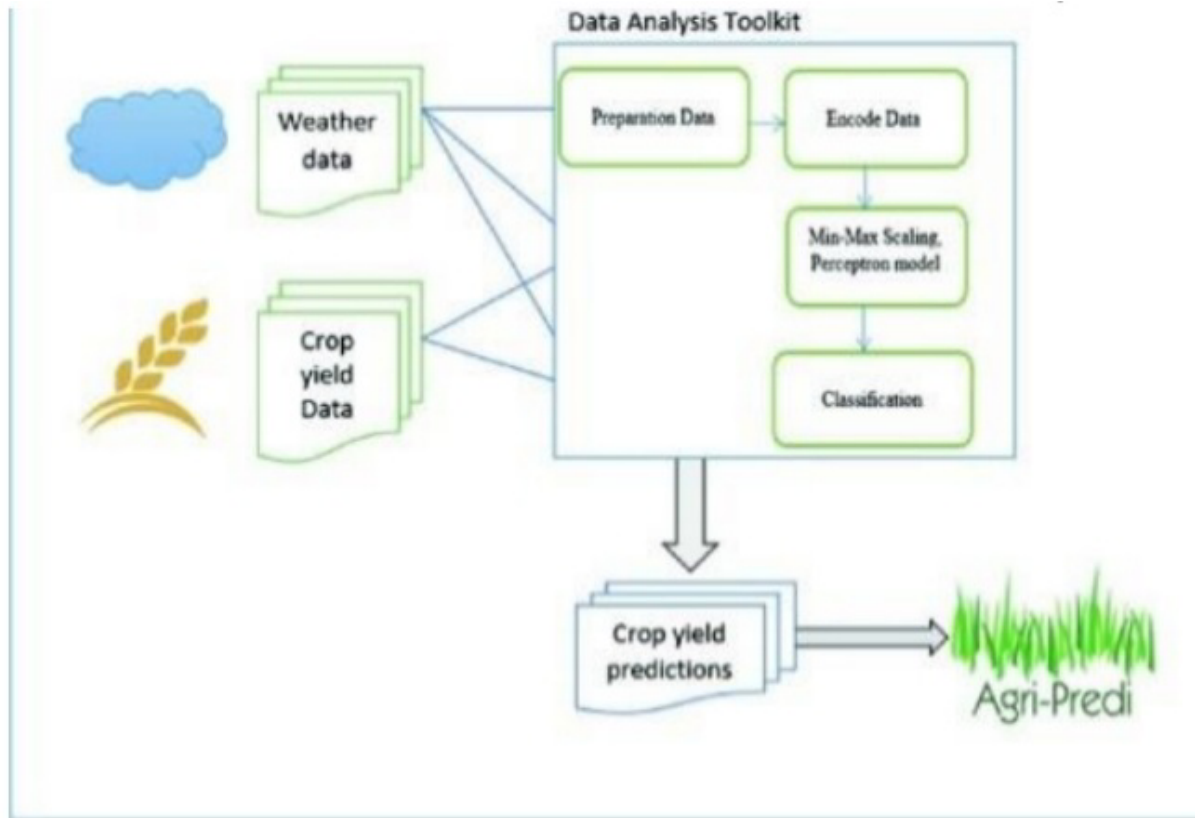 Data Analysis Toolkit
Weather
data
Preparation Data
Encode Data
Min-Max Scaling,
Perceptron model
Crop
yield
Data
Classification
Crop yield
predictions
Agri-Predi